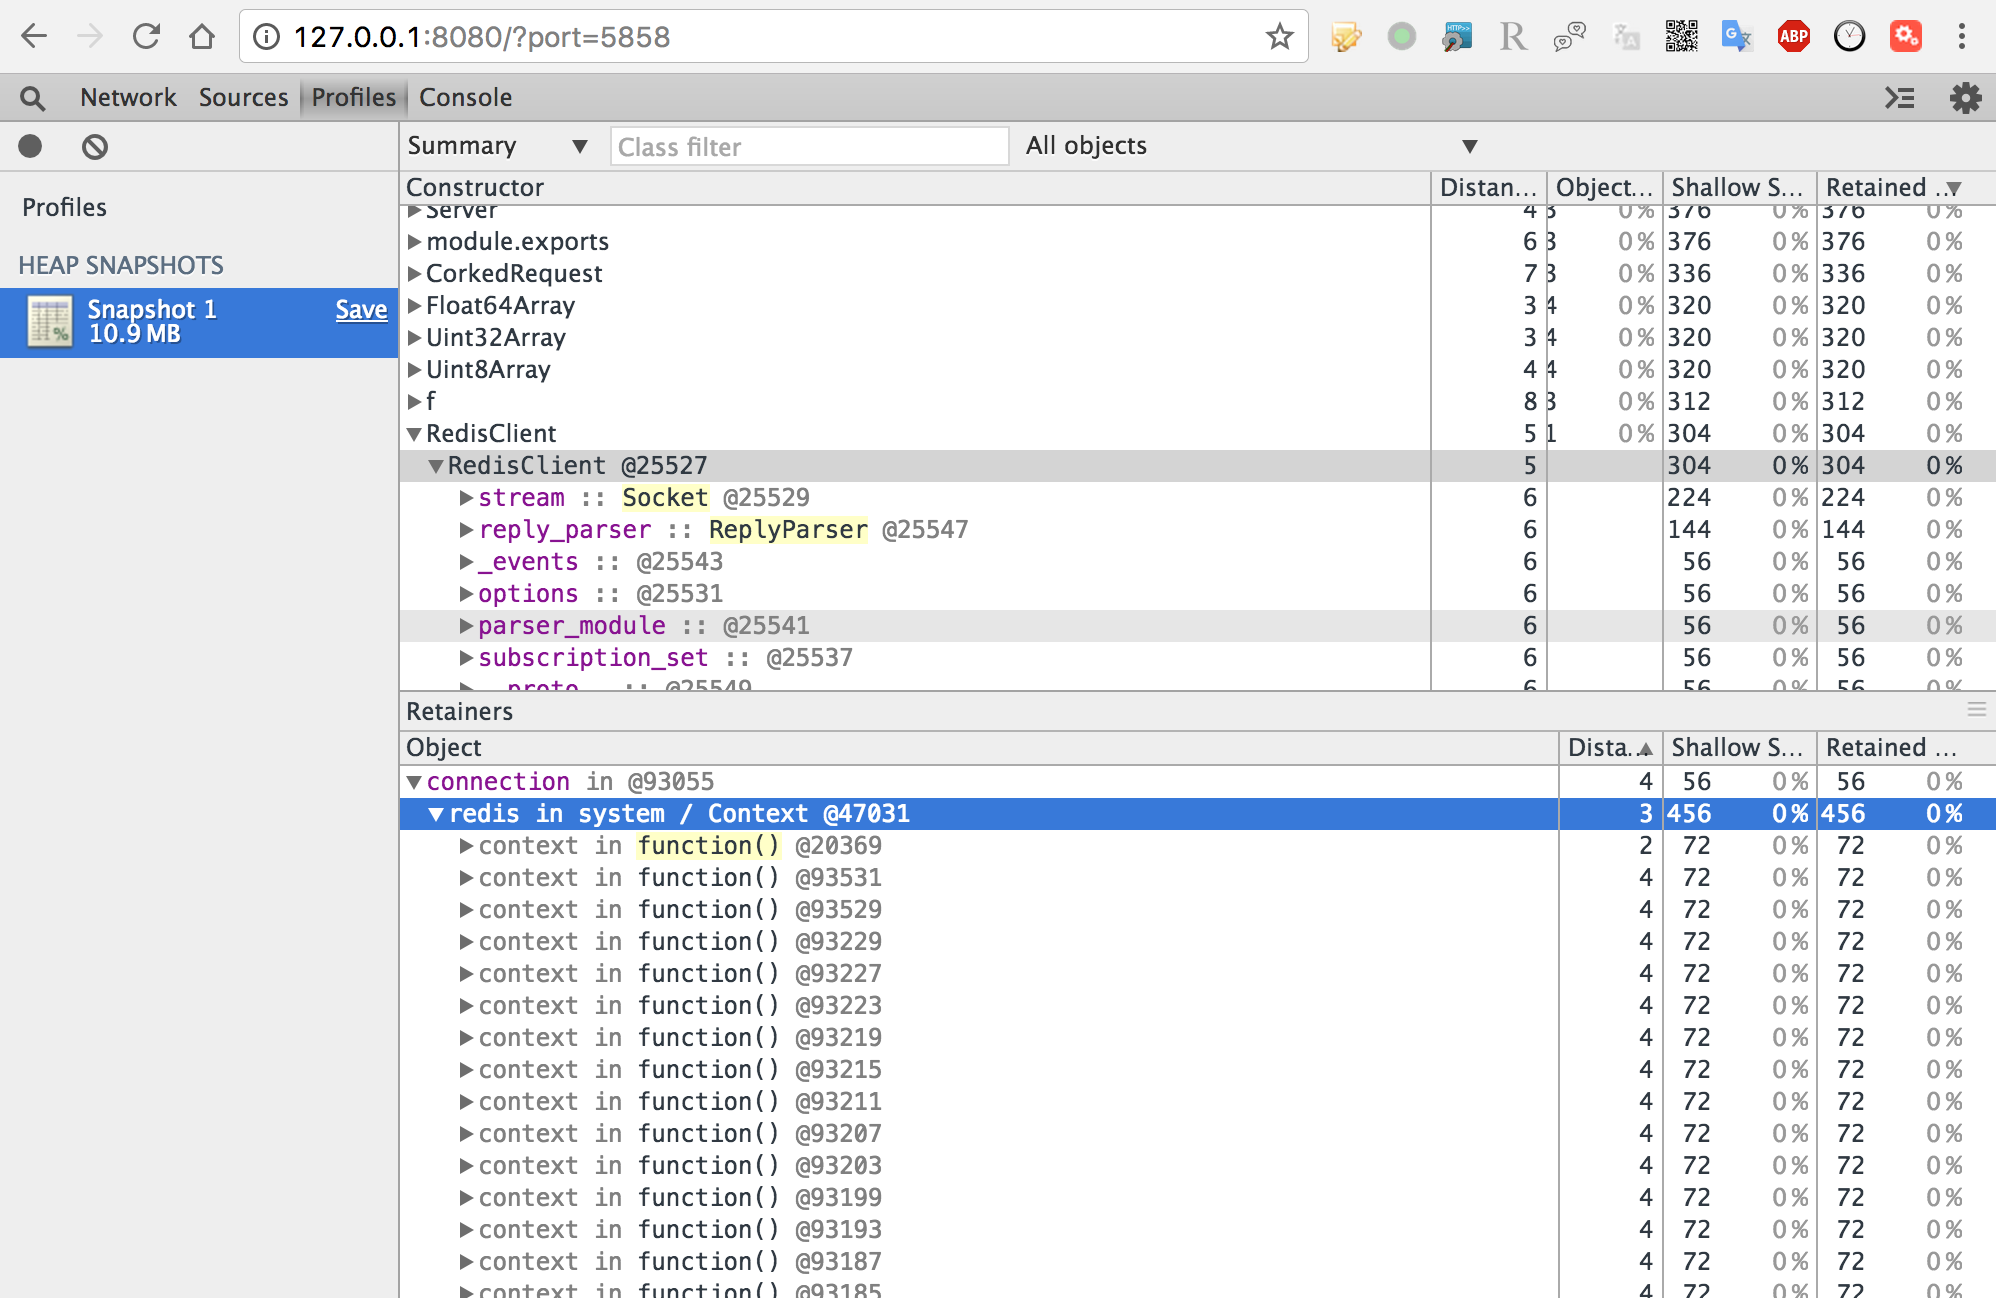 127.0.0.1:8080/?port=5858
HTTP>> R A G ABP
Network Sources Profiles Console
Summary ▼ Class filter All objects ▼
Profiles
HEAP SNAPSHOTS
Snapshot 1 Save
10.9 MB
Constructor Distan... Object... Shallow S... Retained ...
Server 4 3 0% 376 0% 376 0%
module.exports 6 3 0% 376 0% 376 0%
CorkedRequest 7 3 0% 336 0% 336 0%
Float64Array 3 4 0% 320 0% 320 0%
Uint32Array 3 4 0% 320 0% 320 0%
Uint8Array 4 4 0% 320 0% 320 0%
f 8 3 0% 312 0% 312 0%
RedisClient 5 1 0% 304 0% 304 0%
RedisClient @25527 5 304 0% 304 0%
stream :: Socket @25529 6 224 0% 224 0%
reply_parser :: ReplyParser @25547 6 144 0% 144 0%
_events :: @25543 6 56 0% 56 0%
options :: @25531 6 56 0% 56 0%
parser_module :: @25541 6 56 0% 56 0%
subscription_set :: @25537 6 56 0% 56 0%
__proto__ :: @25549 6 56 0% 56 0%
Retainers
Object Dista... Shallow S... Retained ...
connection in @93055 4 56 0% 56 0%
redis in system / Context @47031 3 456 0% 456 0%
context in function() @20369 2 72 0% 72 0%
context in function() @93531 4 72 0% 72 0%
context in function() @93529 4 72 0% 72 0%
context in function() @93229 4 72 0% 72 0%
context in function() @93227 4 72 0% 72 0%
context in function() @93223 4 72 0% 72 0%
context in function() @93219 4 72 0% 72 0%
context in function() @93215 4 72 0% 72 0%
context in function() @93211 4 72 0% 72 0%
context in function() @93207 4 72 0% 72 0%
context in function() @93203 4 72 0% 72 0%
context in function() @93199 4 72 0% 72 0%
context in function() @93193 4 72 0% 72 0%
context in function() @93187 4 72 0% 72 0%
context in function() @93185 4 72 0% 72 0%